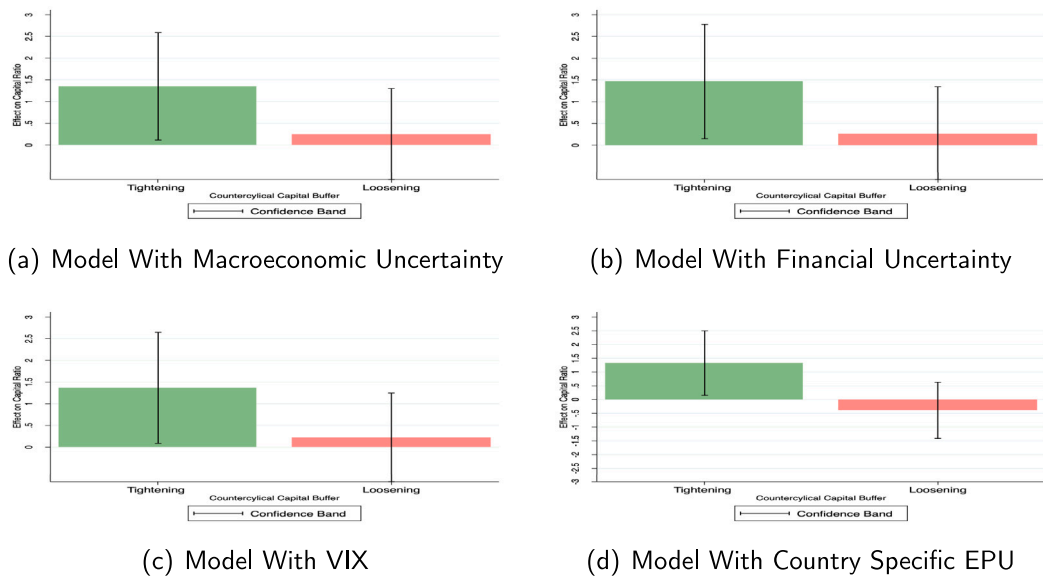 Effect on Capital Ratio
3
2.5
2
1.5
1
.5
0
Tightening
Loosening
Countercylical Capital Buffer
Confidence Band
(a) Model With Macroeconomic Uncertainty
Effect on Capital Ratio
3
2.5
2
1.5
1
.5
0
Tightening
Loosening
Countercylical Capital Buffer
Confidence Band
(b) Model With Financial Uncertainty
Effect on Capital Ratio
3
2.5
2
1.5
1
.5
0
Tightening
Loosening
Countercylical Capital Buffer
Confidence Band
(c) Model With VIX
Effect on Capital Ratio
3
2.5
2
1.5
1
.5
0
-.5
-1
-1.5
-2
-2.5
-3
Tightening
Loosening
Countercylical Capital Buffer
Confidence Band
(d) Model With Country Specific EPU